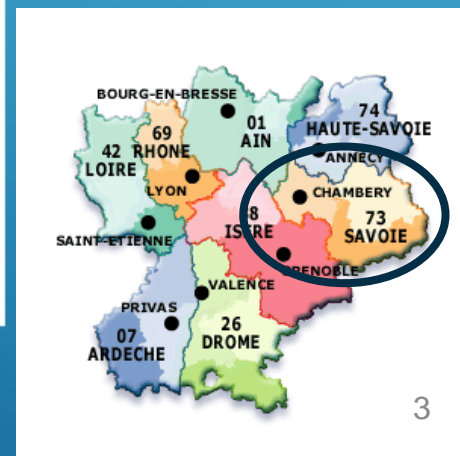 BOURG-EN-BRESSE
01
AIN
74
HAUTE-SAVOIE
ANNECY
69
RHONE
42
LOIRE
LYON
CHAMBERY
73
SAVOIE
38
ISERE
SAINT-ETIENNE
GRENOBLE
VALENCE
PRIVAS
07
ARDECHE
26
DROME
3